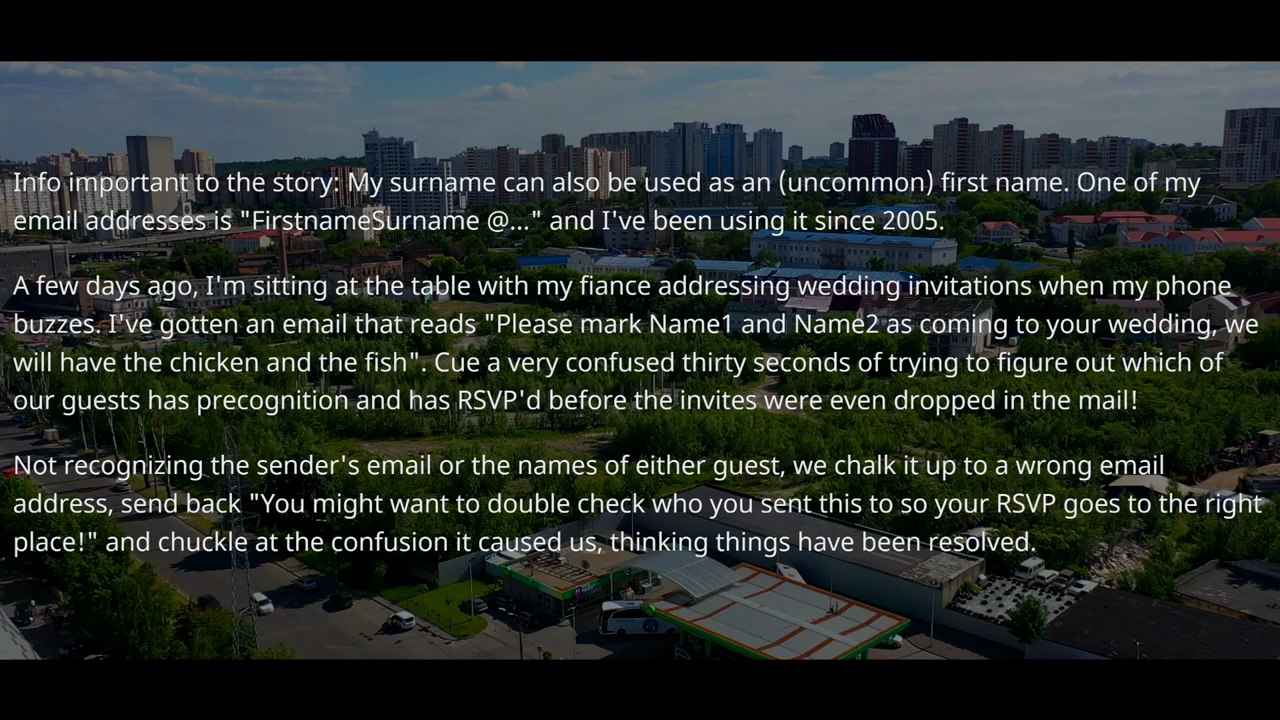 Info important to the story: My surname can also be used as an (uncommon) first name. One of my
email addresses is "FirstnameSurname @..." and I've been using it since 2005.
A few days ago, I'm sitting at the table with my fiance addressing wedding invitations when my phone
buzzes. I've gotten an email that reads "Please mark Name1 and Name2 as coming to your wedding, we
will have the chicken and the fish". Cue a very confused thirty seconds of trying to figure out which of
our guests has precognition and has RSVP'd before the invites were even dropped in the mail!
Not recognizing the sender's email or the names of either guest, we chalk it up to a wrong email
address, send back "You might want to double check who you sent this to so your RSVP goes to the right
place!" and chuckle at the confusion it caused us, thinking things have been resolved.